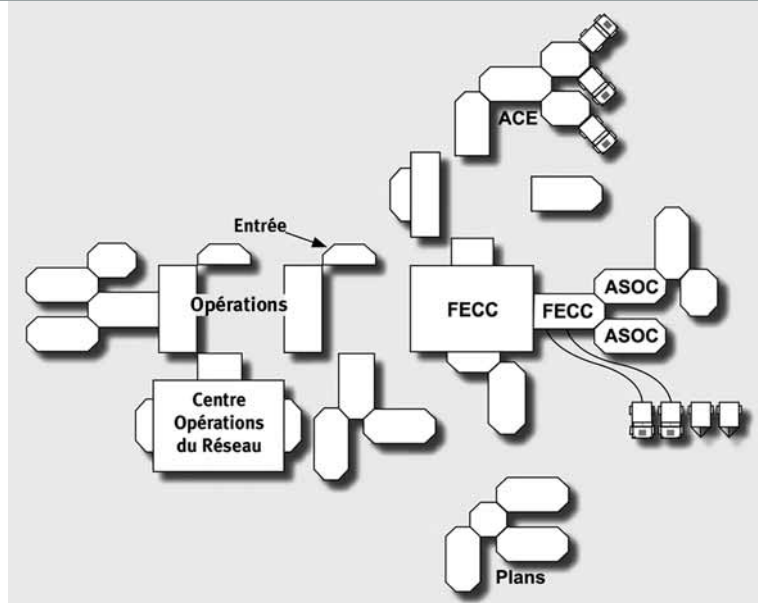 ACE
Entrée
Opérations
FECC
FECC
ASOC
ASOC
Centre
Opérations
du Réseau
Plans